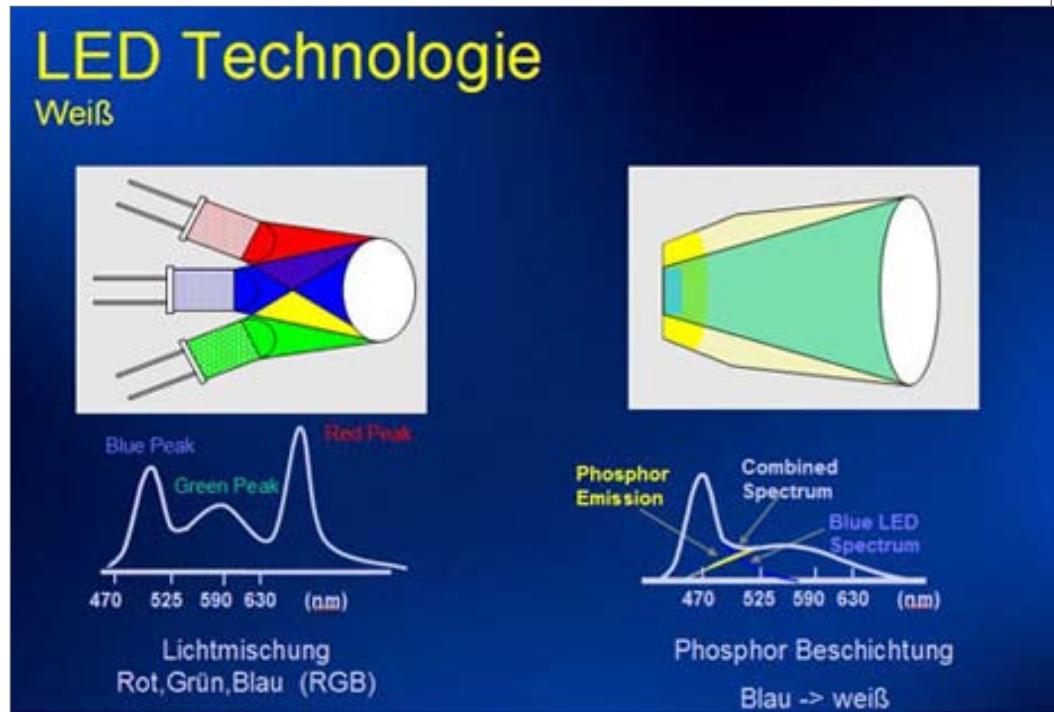 LED Technologie
Weiß
Blue Peak
Green Peak
Red Peak
470 525 590 630 (nm)
Lichtmischung
Rot,Grün,Blau (RGB)
Phosphor
Emission
Combined
Spectrum
Blue LED
Spectrum
470 525 590 630 (nm)
Phosphor Beschichtung
Blau -> weiß